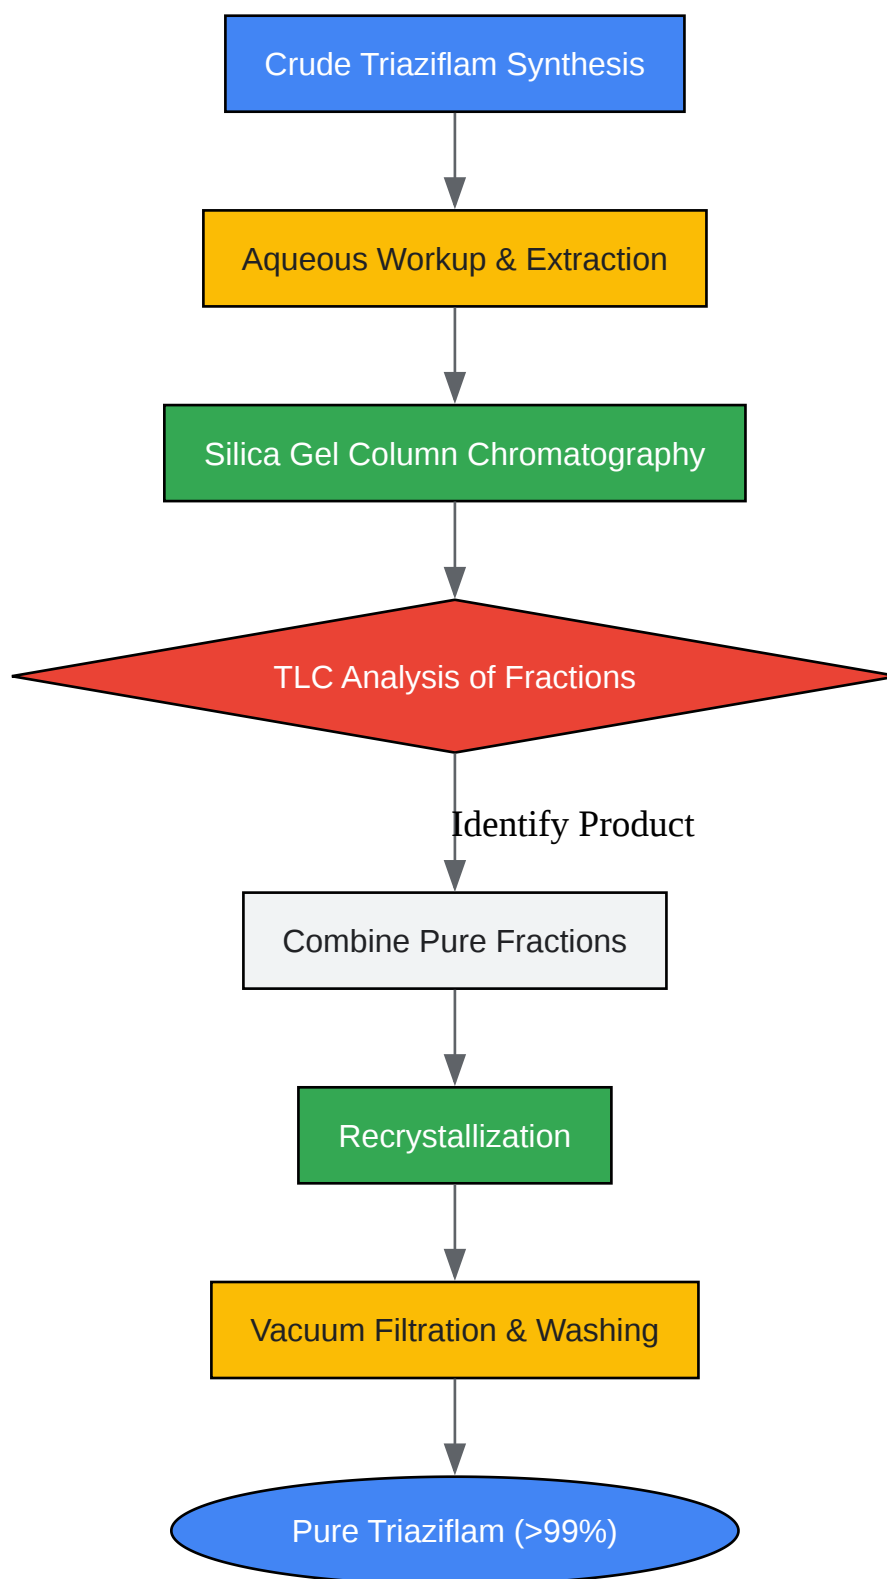 Crude Triaziflam Synthesis
Aqueous Workup & Extraction
Silica Gel Column Chromatography
TLC Analysis of Fractions
Identify Product
Combine Pure Fractions
Recrystallization
Vacuum Filtration & Washing
Pure Triaziflam (>99%)